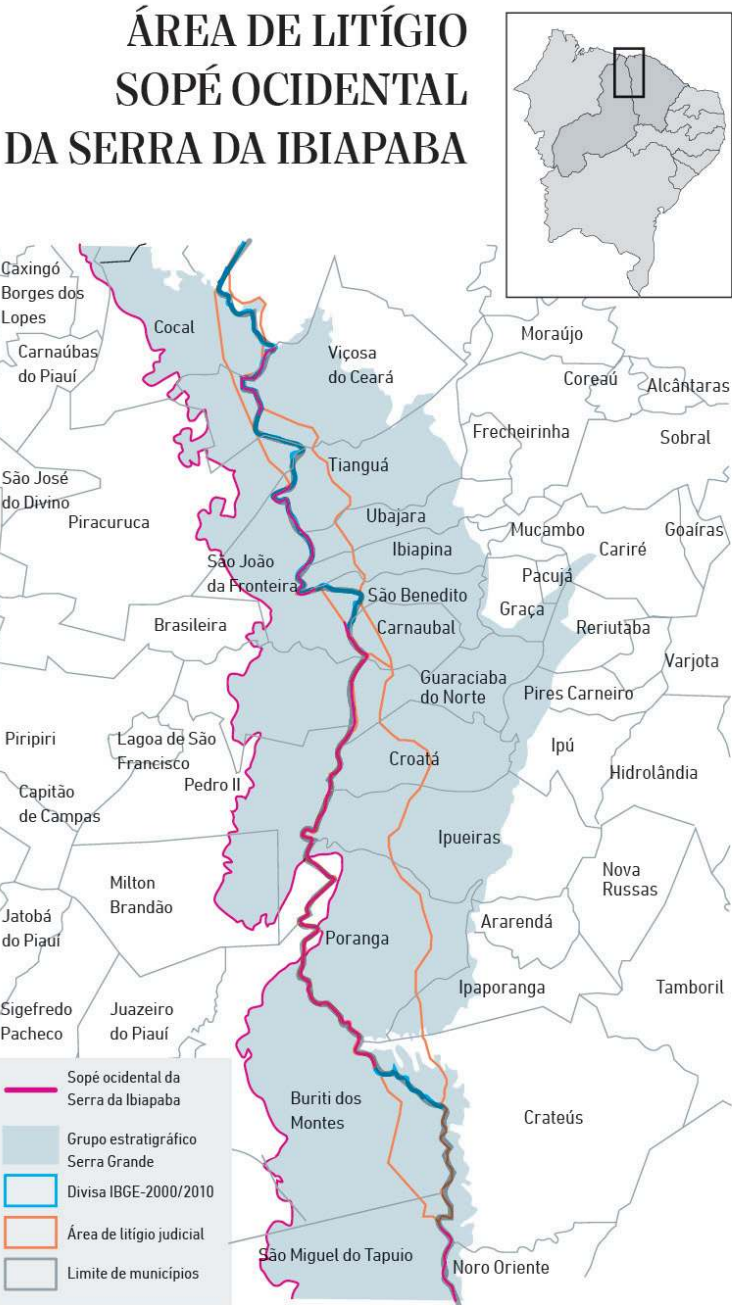 ÁREA DE LITÍGIO
SOPÉ OCIDENTAL
DA SERRA DA IBIAPABA
Caxingó
Borges dos
Lopes
Carnaúbas
do Piauí
Cocal
Viçosa
do Ceará
Moraújo
Coreaú
Alcântaras
Frecheirinha
Sobral
São José
do Divino
Piracuruca
Tianguá
Ubajara
Ibiapina
Mucambo
Cariré
Goaíras
Pacujá
Graça
São João
da Fronteira
São Benedito
Carnaubal
Brasileira
Reriutaba
Varjota
Guaraciaba
do Norte
Pires Carneiro
Piripiri
Lagoa de São
Francisco
Pedro II
Capitão
de Campas
Croatá
Ipú
Hidrolândia
Ipueiras
Milton
Brandão
Nova
Russas
Jatobá
do Piauí
Poranga
Ararendá
Ipaporanga
Tamboril
Sigefredo
Pacheco
Juazeiro
do Piauí
Buriti dos
Montes
Crateús
São Miguel do Tapuio
Noro Oriente
Sopé ocidental da
Serra da Ibiapaba
Grupo estratigráfico
Serra Grande
Divisa IBGE-2000/2010
Área de litígio judicial
Limite de municípios